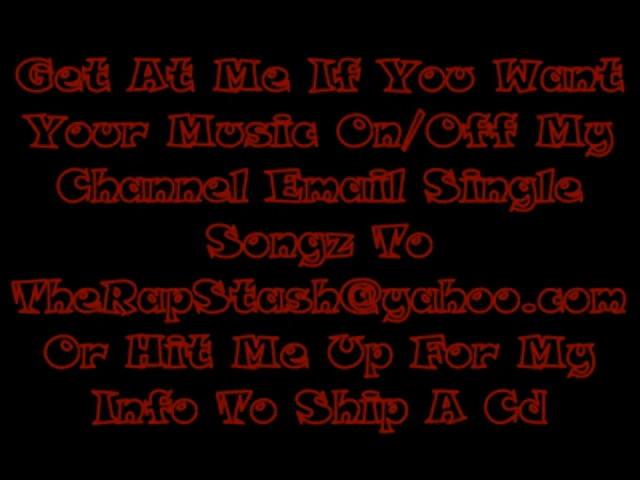 Get At Me If You Want
Your Music On/Off My
Channel Email Single
Songz To
TheRapStash@yahoo.com
Or Hit Me Up For My
Info To Ship A Cd